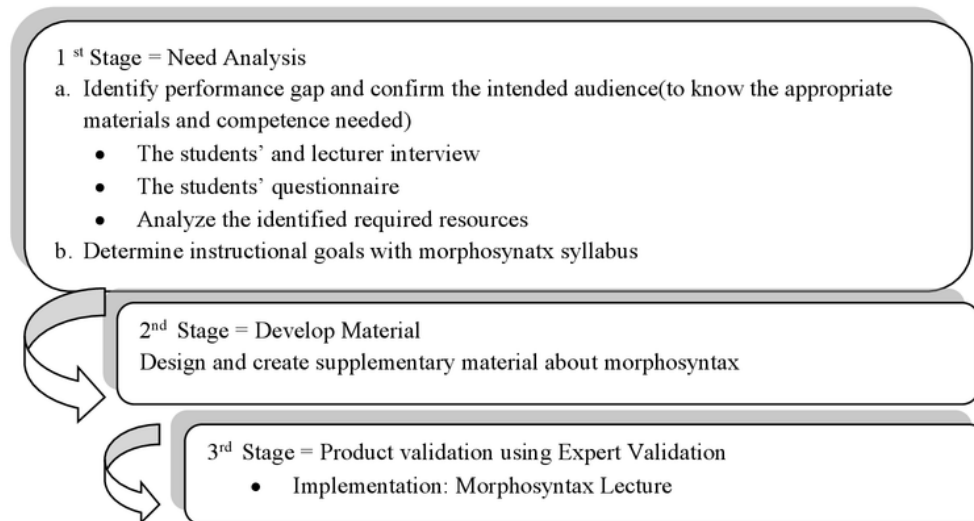 1 st Stage = Need Analysis
a. Identify performance gap and confirm the intended audience(to know the appropriate
materials and competence needed)
• The students’ and lecturer interview
• The students’ questionnaire
• Analyze the identified required resources
b. Determine instructional goals with morphosynatx syllabus
2nd Stage = Develop Material
Design and create supplementary material about morphosyntax
3rd Stage = Product validation using Expert Validation
• Implementation: Morphosyntax Lecture